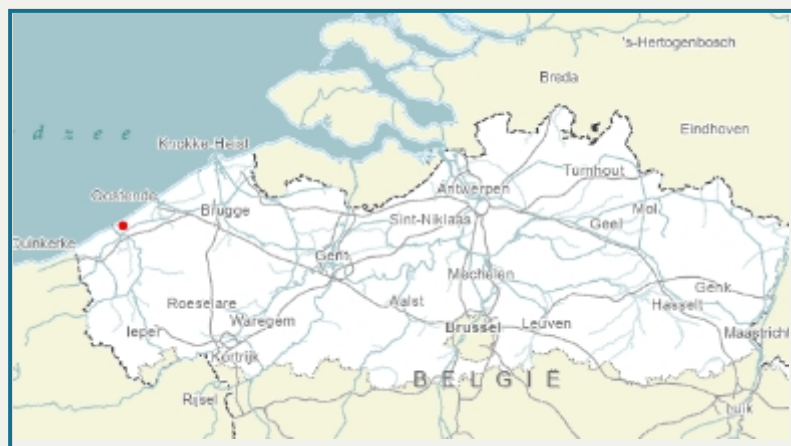 's-Hertogenbosch
Breda
d z e e
Eindhoven
Knokke-Heist
Turnhout
Antwerpen
Oostende
Mol
Brugge
Sint-Niklaas
Geel
Duinkerke
Gent
Mechelen
Genk
Roeselare
Aalst
Hasselt
Waregem
Brussel
Leuven
Ieper
Maastricht
Kortrijk
BELGIË
Rijsel
Luik